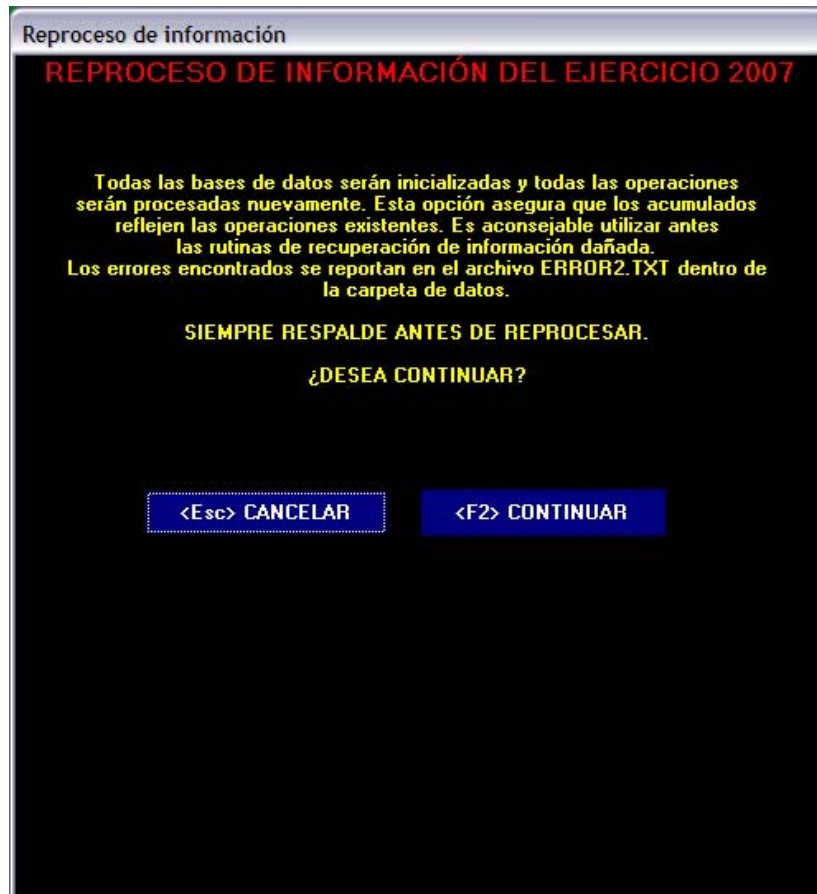 Reproceso de información
REPROCESO DE INFORMACIÓN DEL EJERCICIO 2007
Todas las bases de datos serán inicializadas y todas las operaciones
serán procesadas nuevamente. Esta opción asegura que los acumulados
reflejen las operaciones existentes. Es aconsejable utilizar antes
las rutinas de recuperación de información dañada.
Los errores encontrados se reportan en el archivo ERROR2.TXT dentro de
la carpeta de datos.
SIEMPRE RESPALDE ANTES DE REPROCESAR.
¿DESEA CONTINUAR?
<Esc> CANCELAR
<F2> CONTINUAR